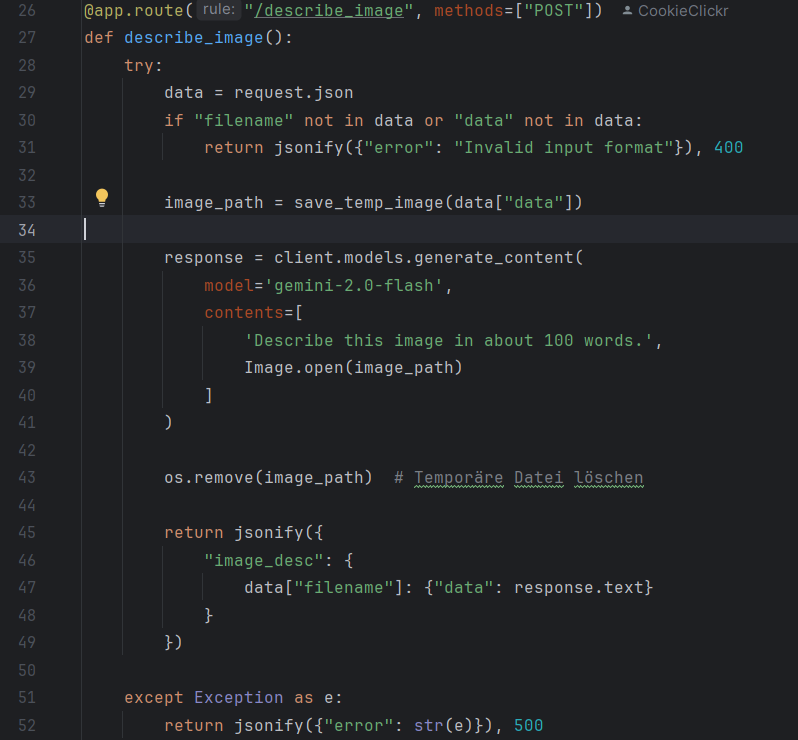 26 @app.route( rule: "/describe_image", methods=["POST"]) CookieClickr
27 def describe_image():
28 try:
29 data = request.json
30 if "filename" not in data or "data" not in data:
31 return jsonify({"error": "Invalid input format"}), 400
32
33 image_path = save_temp_image(data["data"])
34
35 response = client.models.generate_content(
36 model='gemini-2.0-flash',
37 contents=[
38 'Describe this image in about 100 words.',
39 Image.open(image_path)
40 ]
41 )
42
43 os.remove(image_path) # Temporäre Datei löschen
44
45 return jsonify({
46 "image_desc": {
47 data["filename"]: {"data": response.text}
48 }
49 })
50
51 except Exception as e:
52 return jsonify({"error": str(e)}), 500